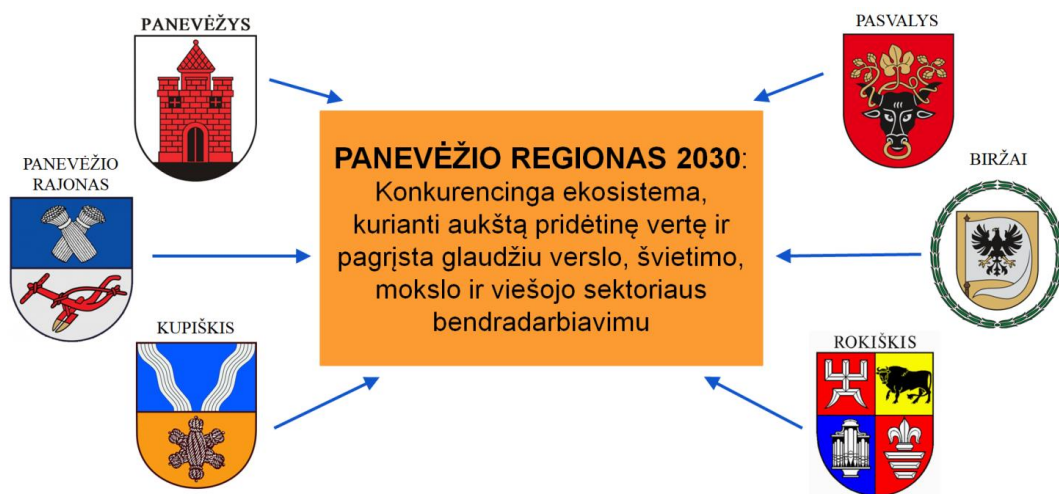 PANEVĖŽYS
PASVALYS
PANEVĖŽIO
RAJONAS
BIRŽAI
PANEVĖŽIO REGIONAS 2030:
Konkurencinga ekosistema,
kurianti aukštą pridėtinę vertę ir
pagrįsta glaudžiu verslo, švietimo,
mokslo ir viešojo sektoriaus
bendradarbiavimu
KUPIŠKIS
ROKIŠKIS